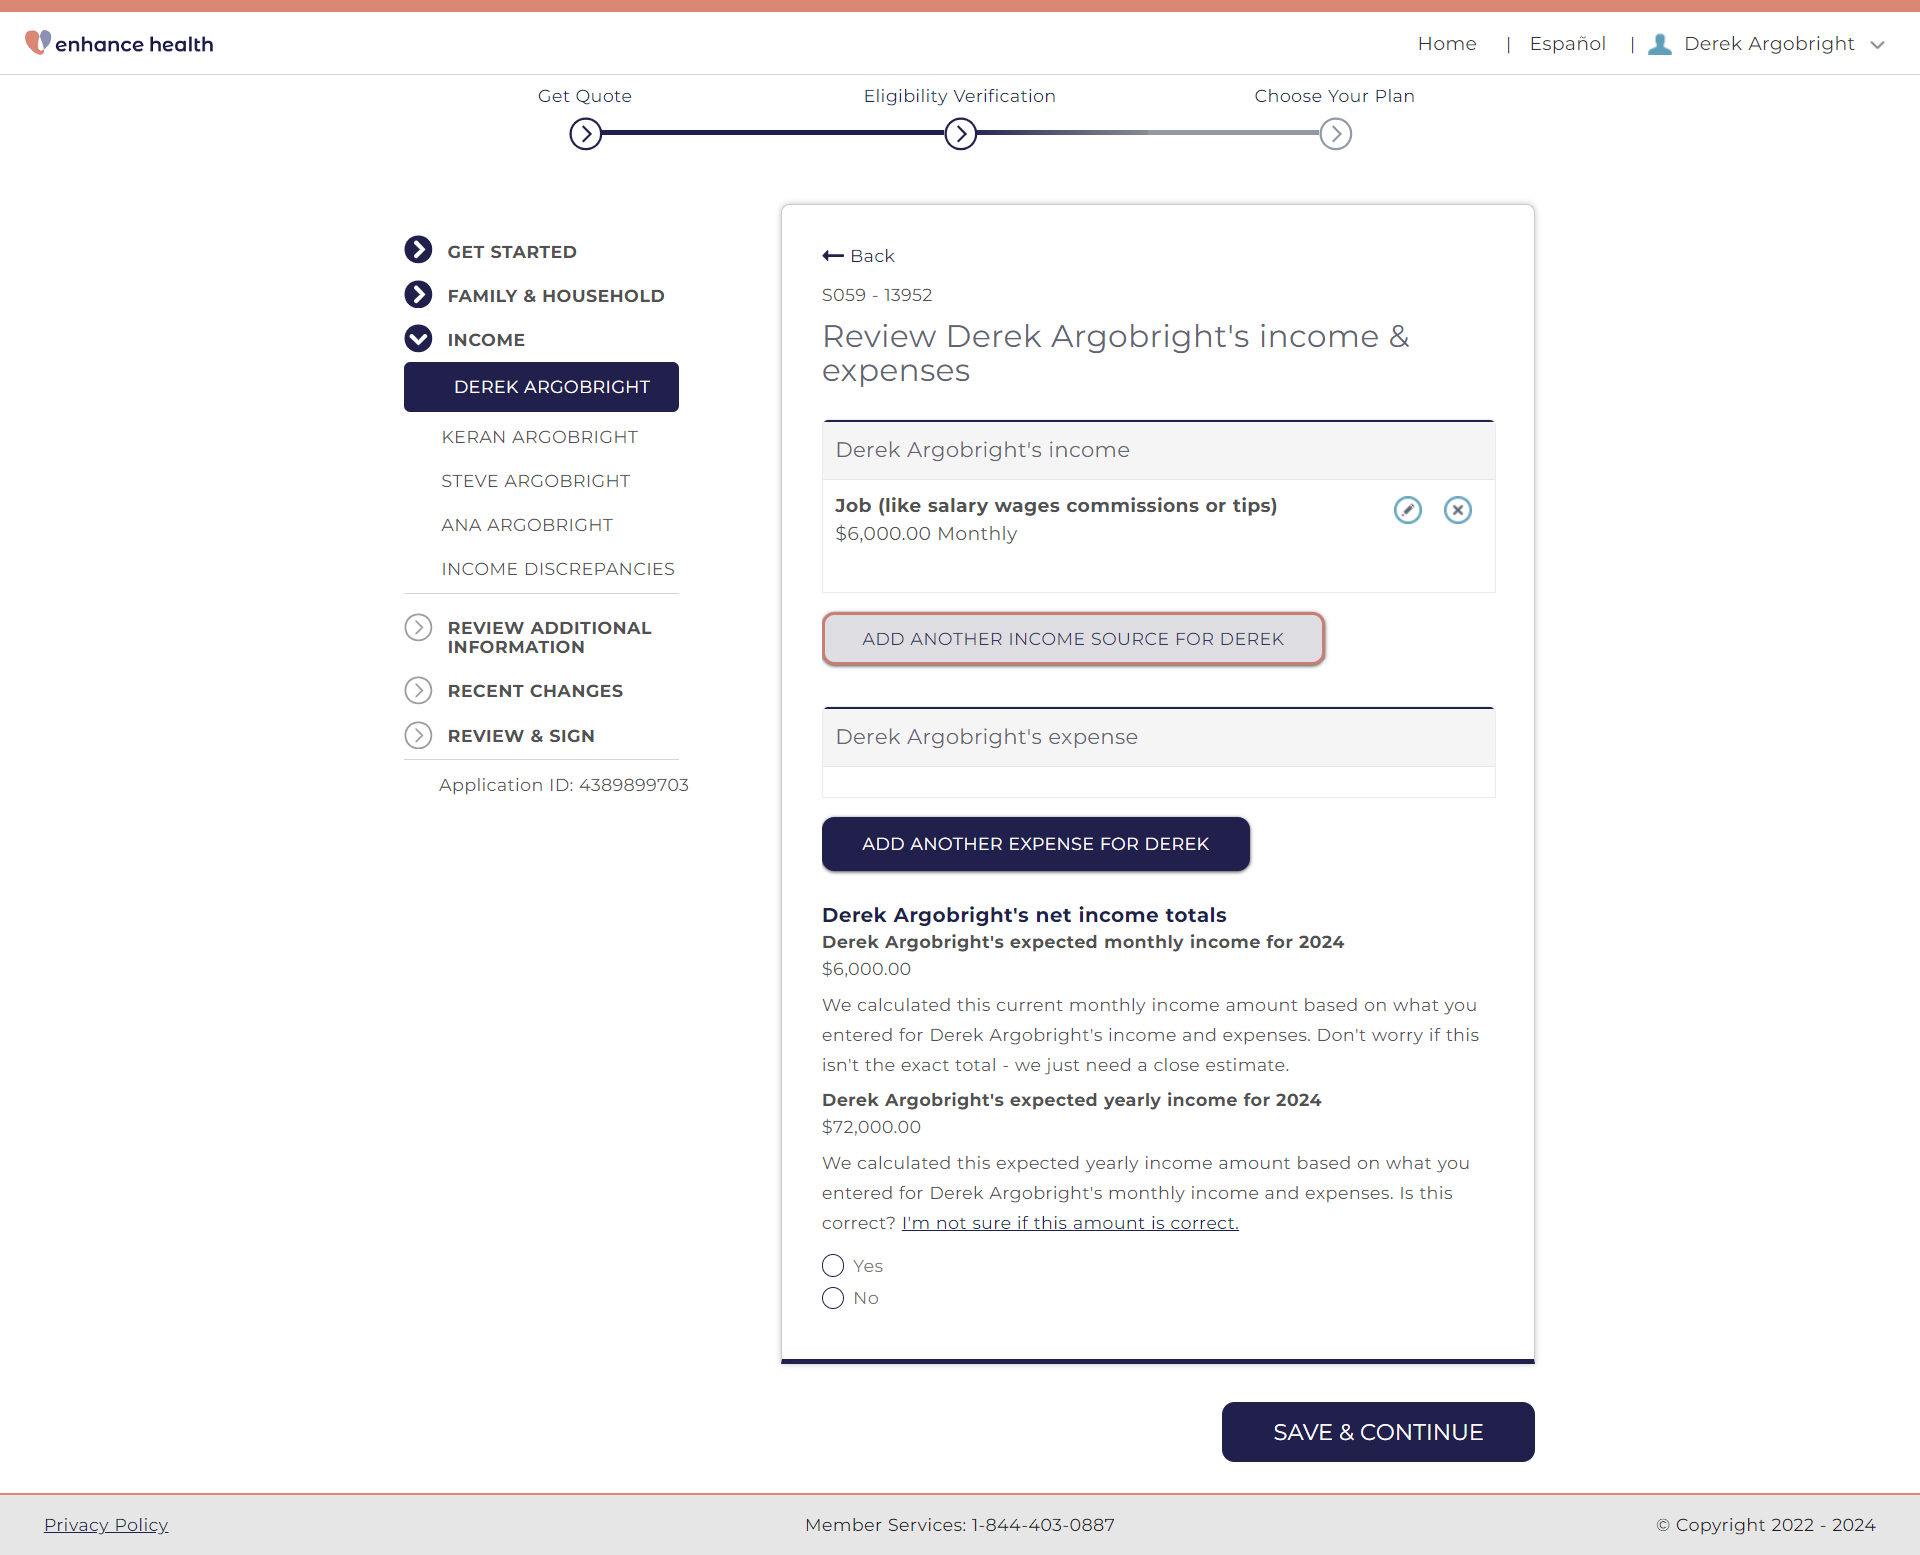 enhance health
Home | Español | Derek Argobright
Get Quote
Eligibility Verification
Choose Your Plan
GET STARTED
FAMILY & HOUSEHOLD
INCOME
DEREK ARGOBRIGHT
KERAN ARGOBRIGHT
STEVE ARGOBRIGHT
ANA ARGOBRIGHT
INCOME DISCREPANCIES
REVIEW ADDITIONAL
INFORMATION
RECENT CHANGES
REVIEW & SIGN
Application ID: 4389899703
Back
S059 - 13952
Review Derek Argobright's income &
expenses
Derek Argobright's income
Job (like salary wages commissions or tips)
$6,000.00 Monthly
ADD ANOTHER INCOME SOURCE FOR DEREK
Derek Argobright's expense
ADD ANOTHER EXPENSE FOR DEREK
Derek Argobright's net income totals
Derek Argobright's expected monthly income for 2024
$6,000.00
We calculated this current monthly income amount based on what you
entered for Derek Argobright's income and expenses. Don't worry if this
isn't the exact total - we just need a close estimate.
Derek Argobright's expected yearly income for 2024
$72,000.00
We calculated this expected yearly income amount based on what you
entered for Derek Argobright's monthly income and expenses. Is this
correct? I'm not sure if this amount is correct.
Yes
No
SAVE & CONTINUE
Privacy Policy
Member Services: 1-844-403-0887
© Copyright 2022 - 2024